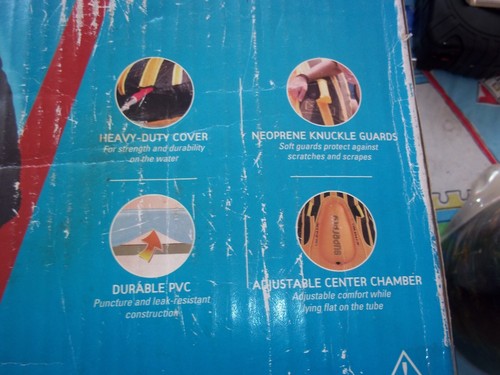 HEAVY-DUTY COVER
For strength and durability
on the water
NEOPRENE KNUCKLE GUARDS
Soft guards protect against
scratches and scrapes
DURABLE PVC
Puncture and leak-resistant
construction
ADJUSTABLE CENTER CHAMBER
Adjustable comfort while
lying flat on the tube